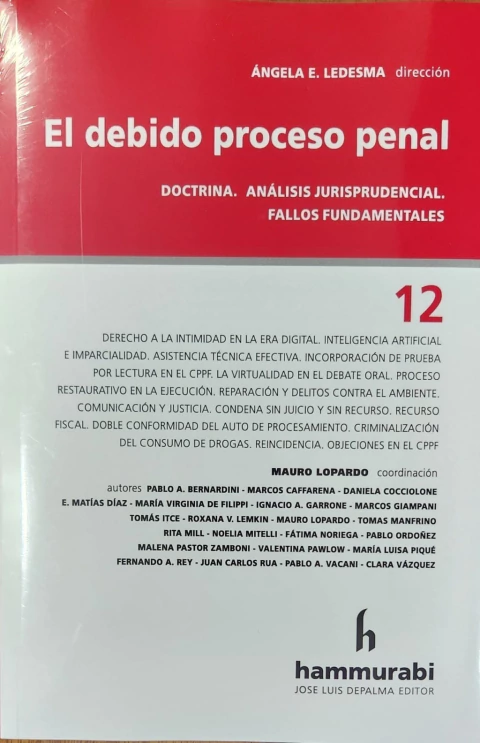 ÁNGELA E. LEDESMA dirección
El debido proceso penal
DOCTRINA. ANÁLISIS JURISPRUDENCIAL.
FALLOS FUNDAMENTALES
12
DERECHO A LA INTIMIDAD EN LA ERA DIGITAL. INTELIGENCIA ARTIFICIAL
E IMPARCIALIDAD. ASISTENCIA TÉCNICA EFECTIVA. INCORPORACIÓN DE PRUEBA
POR LECTURA EN EL CPPF. LA VIRTUALIDAD EN EL DEBATE ORAL. PROCESO
RESTAURATIVO EN LA EJECUCIÓN. REPARACIÓN Y DELITOS CONTRA EL AMBIENTE.
COMUNICACIÓN Y JUSTICIA. CONDENA SIN JUICIO Y SIN RECURSO. RECURSO
FISCAL. DOBLE CONFORMIDAD DEL AUTO DE PROCESAMIENTO. CRIMINALIZACIÓN
DEL CONSUMO DE DROGAS. REINCIDENCIA. OBJECIONES EN EL CPPF
MAURO LOPARDO coordinación
autores PABLO A. BERNARDINI - MARCOS CAFFARENA - DANIELA COCCIOLONE
E. MATÍAS DÍAZ - MARÍA VIRGINIA DE FILIPPI - IGNACIO A. GARRONE - MARCOS GIAMPANI
TOMÁS ITCE - ROXANA V. LEMKIN - MAURO LOPARDO - TOMAS MANFRINO
RITA MILL - NOELIA MITELLI - FÁTIMA NORIEGA - PABLO ORDOÑEZ
MALENA PASTOR ZAMBONI - VALENTINA PAWLOW - MARÍA LUISA PIQUÉ
FERNANDO A. REY - JUAN CARLOS RUA - PABLO A. VACANI - CLARA VÁZQUEZ
h
hammurabi
JOSE LUIS DEPALMA EDITOR